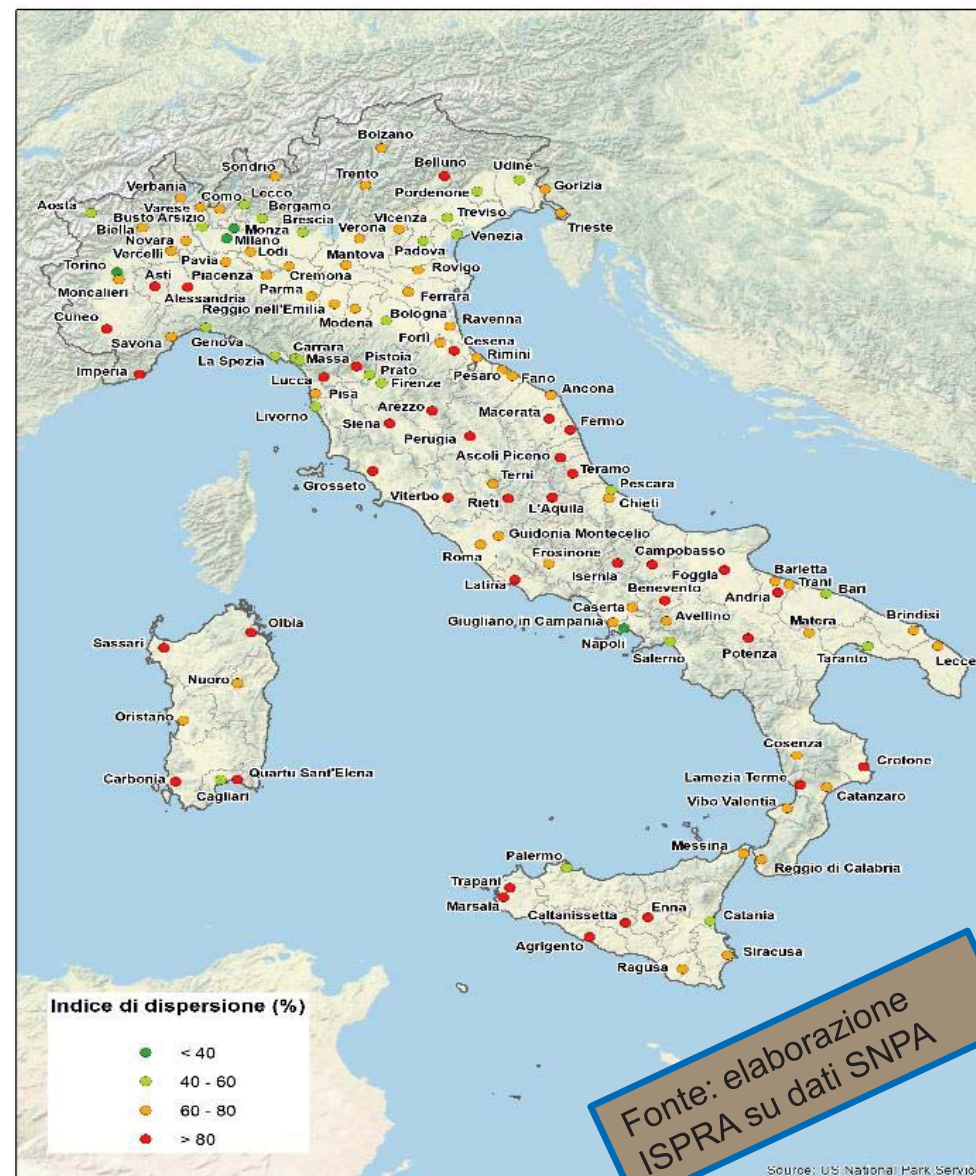 Bolzano
Sondrio
Belluno
Udine
Verbania
Trento
Pordenone
Gorizia
Aosta
Varese
Como
Lecco
Bergamo
Busto Arsizio
Brescia
Vicenza
Treviso
Trieste
Biella
Monza
Verona
Novara
Milano
Venezia
Vercelli
Lodi
Mantova
Padova
Torino
Pavia
Asti
Piacenza
Cremona
Rovigo
Moncalieri
Alessandria
Parma
Ferrara
Reggio nell'Emilia
Cuneo
Modena
Bologna
Ravenna
Savona
Genova
Forlì
Cesena
Carrara
La Spezia
Massa
Pistoia
Rimini
Imperia
Prato
Pesaro
Fano
Lucca
Firenze
Pisa
Ancona
Livorno
Arezzo
Macerata
Siena
Fermo
Perugia
Ascoli Piceno
Teramo
Grosseto
Terni
Pescara
Viterbo
Rieti
L'Aquila
Chieti
Guidonia Montecelio
Roma
Frosinone
Campobasso
Latina
Isernia
Foggia
Barletta
Trani
Benevento
Andria
Bari
Caserta
Giugliano in Campania
Avellino
Matera
Brindisi
Napoli
Potenza
Salerno
Taranto
Lecce
Olbia
Sassari
Nuoro
Oristano
Cosenza
Crotone
Carbonia
Quartu Sant'Elena
Lamezia Terme
Cagliari
Vibo Valentia
Catanzaro
Messina
Palermo
Reggio di Calabria
Trapani
Marsala
Enna
Caltanissetta
Catania
Agrigento
Siracusa
Ragusa
Indice di dispersione (%)
< 40
40 - 60
60 - 80
> 80
Fonte: elaborazione
ISPRA su dati SNPA
Source: US National Park Servic